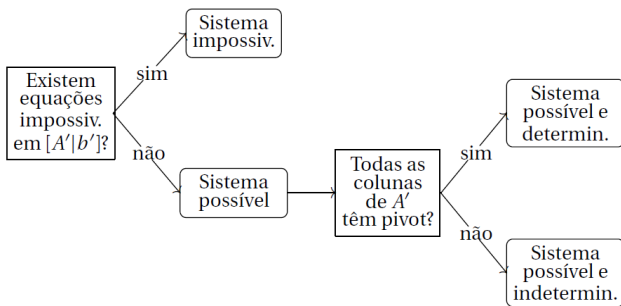 Existem
equações
impossiv.
em [A′|b′]?
sim
Sistema
impossiv.
não
Sistema
possível
Todas as
colunas
de A′
têm pivot?
sim
Sistema
possível e
determin.
não
Sistema
possível e
indetermin.